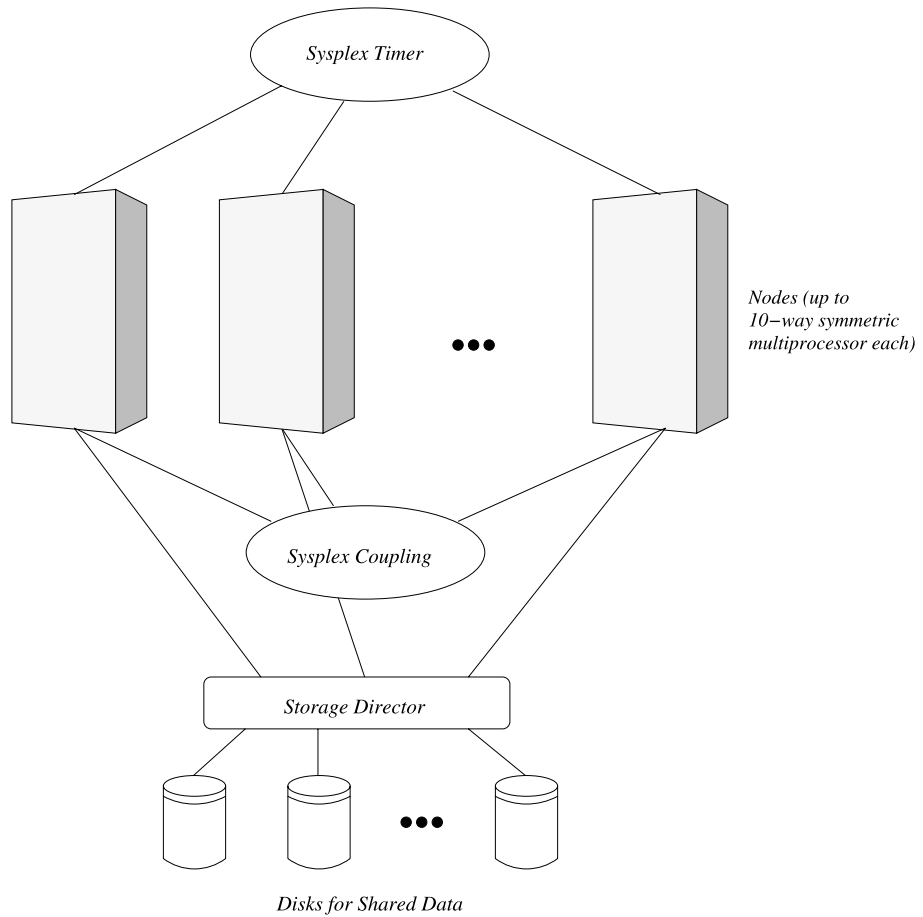 Sysplex Timer
Nodes (up to
10−way symmetric
multiprocessor each)
Sysplex Coupling
Storage Director
Disks for Shared Data